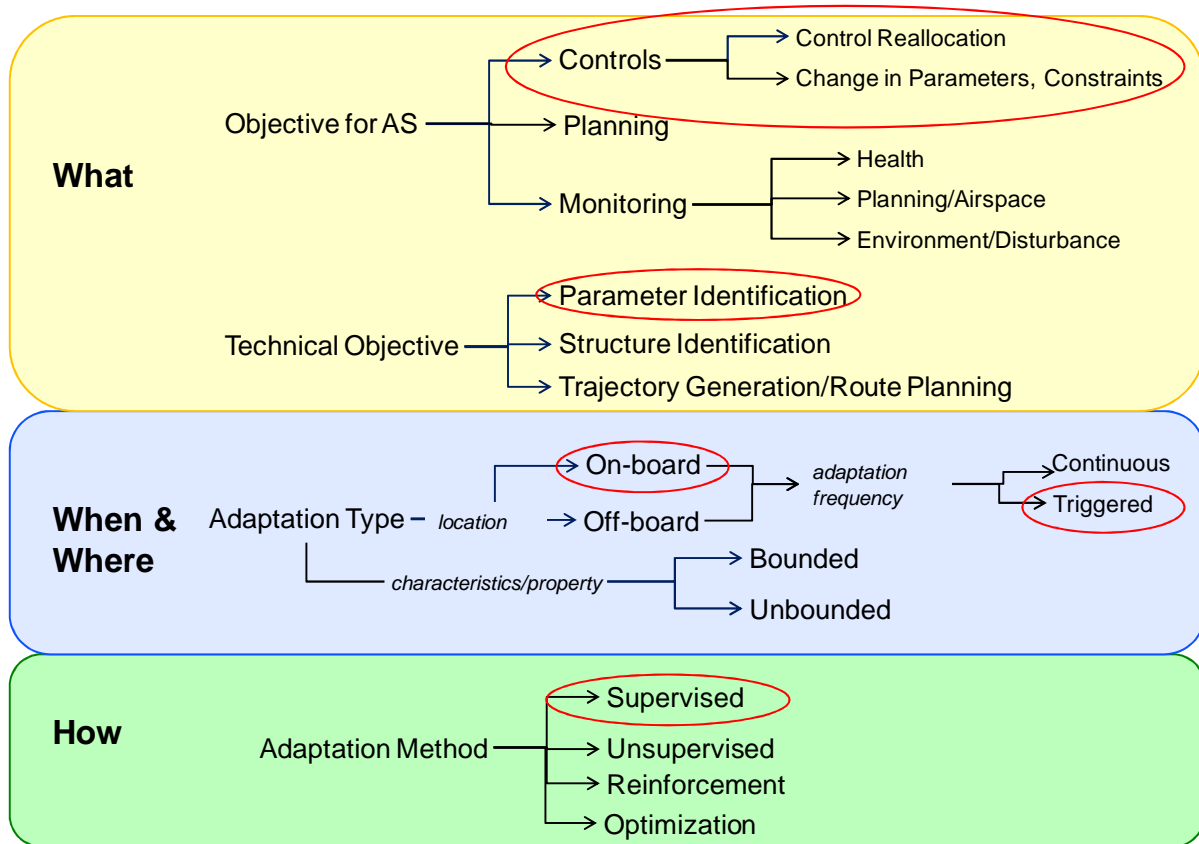 What
Objective for AS
Controls
Control Reallocation
Change in Parameters, Constraints
Planning
Monitoring
Health
Planning/Airspace
Environment/Disturbance
Technical Objective
Parameter Identification
Structure Identification
Trajectory Generation/Route Planning
When &
Where
Adaptation Type
location
On-board
Off-board
adaptation
frequency
Continuous
Triggered
characteristics/property
Bounded
Unbounded
How
Adaptation Method
Supervised
Unsupervised
Reinforcement
Optimization